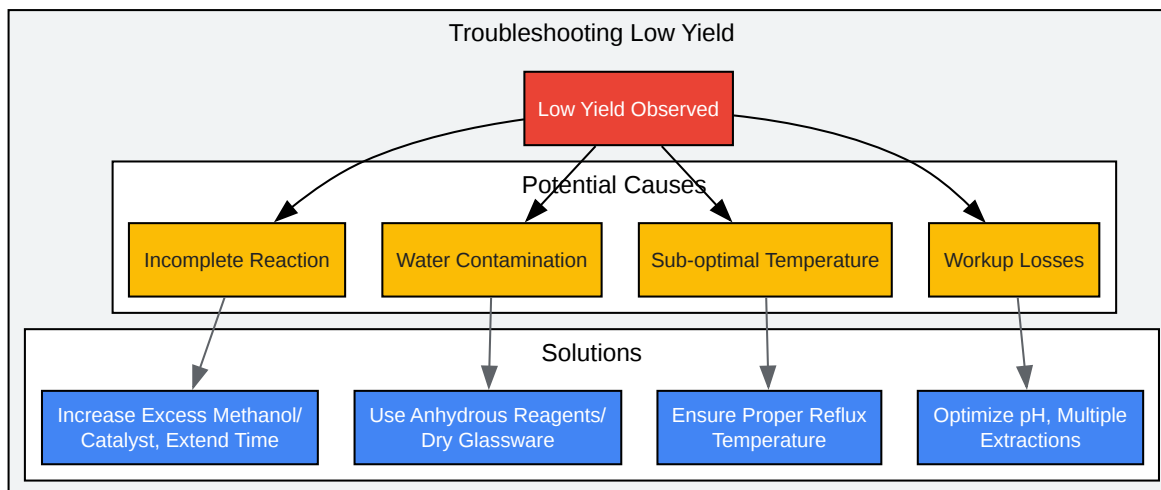 Troubleshooting Low Yield
Low Yield Observed
Potential Causes
Incomplete Reaction
Water Contamination
Sub-optimal Temperature
Workup Losses
Solutions
Increase Excess Methanol/
Catalyst, Extend Time
Use Anhydrous Reagents/
Dry Glassware
Ensure Proper Reflux
Temperature
Optimize pH, Multiple
Extractions